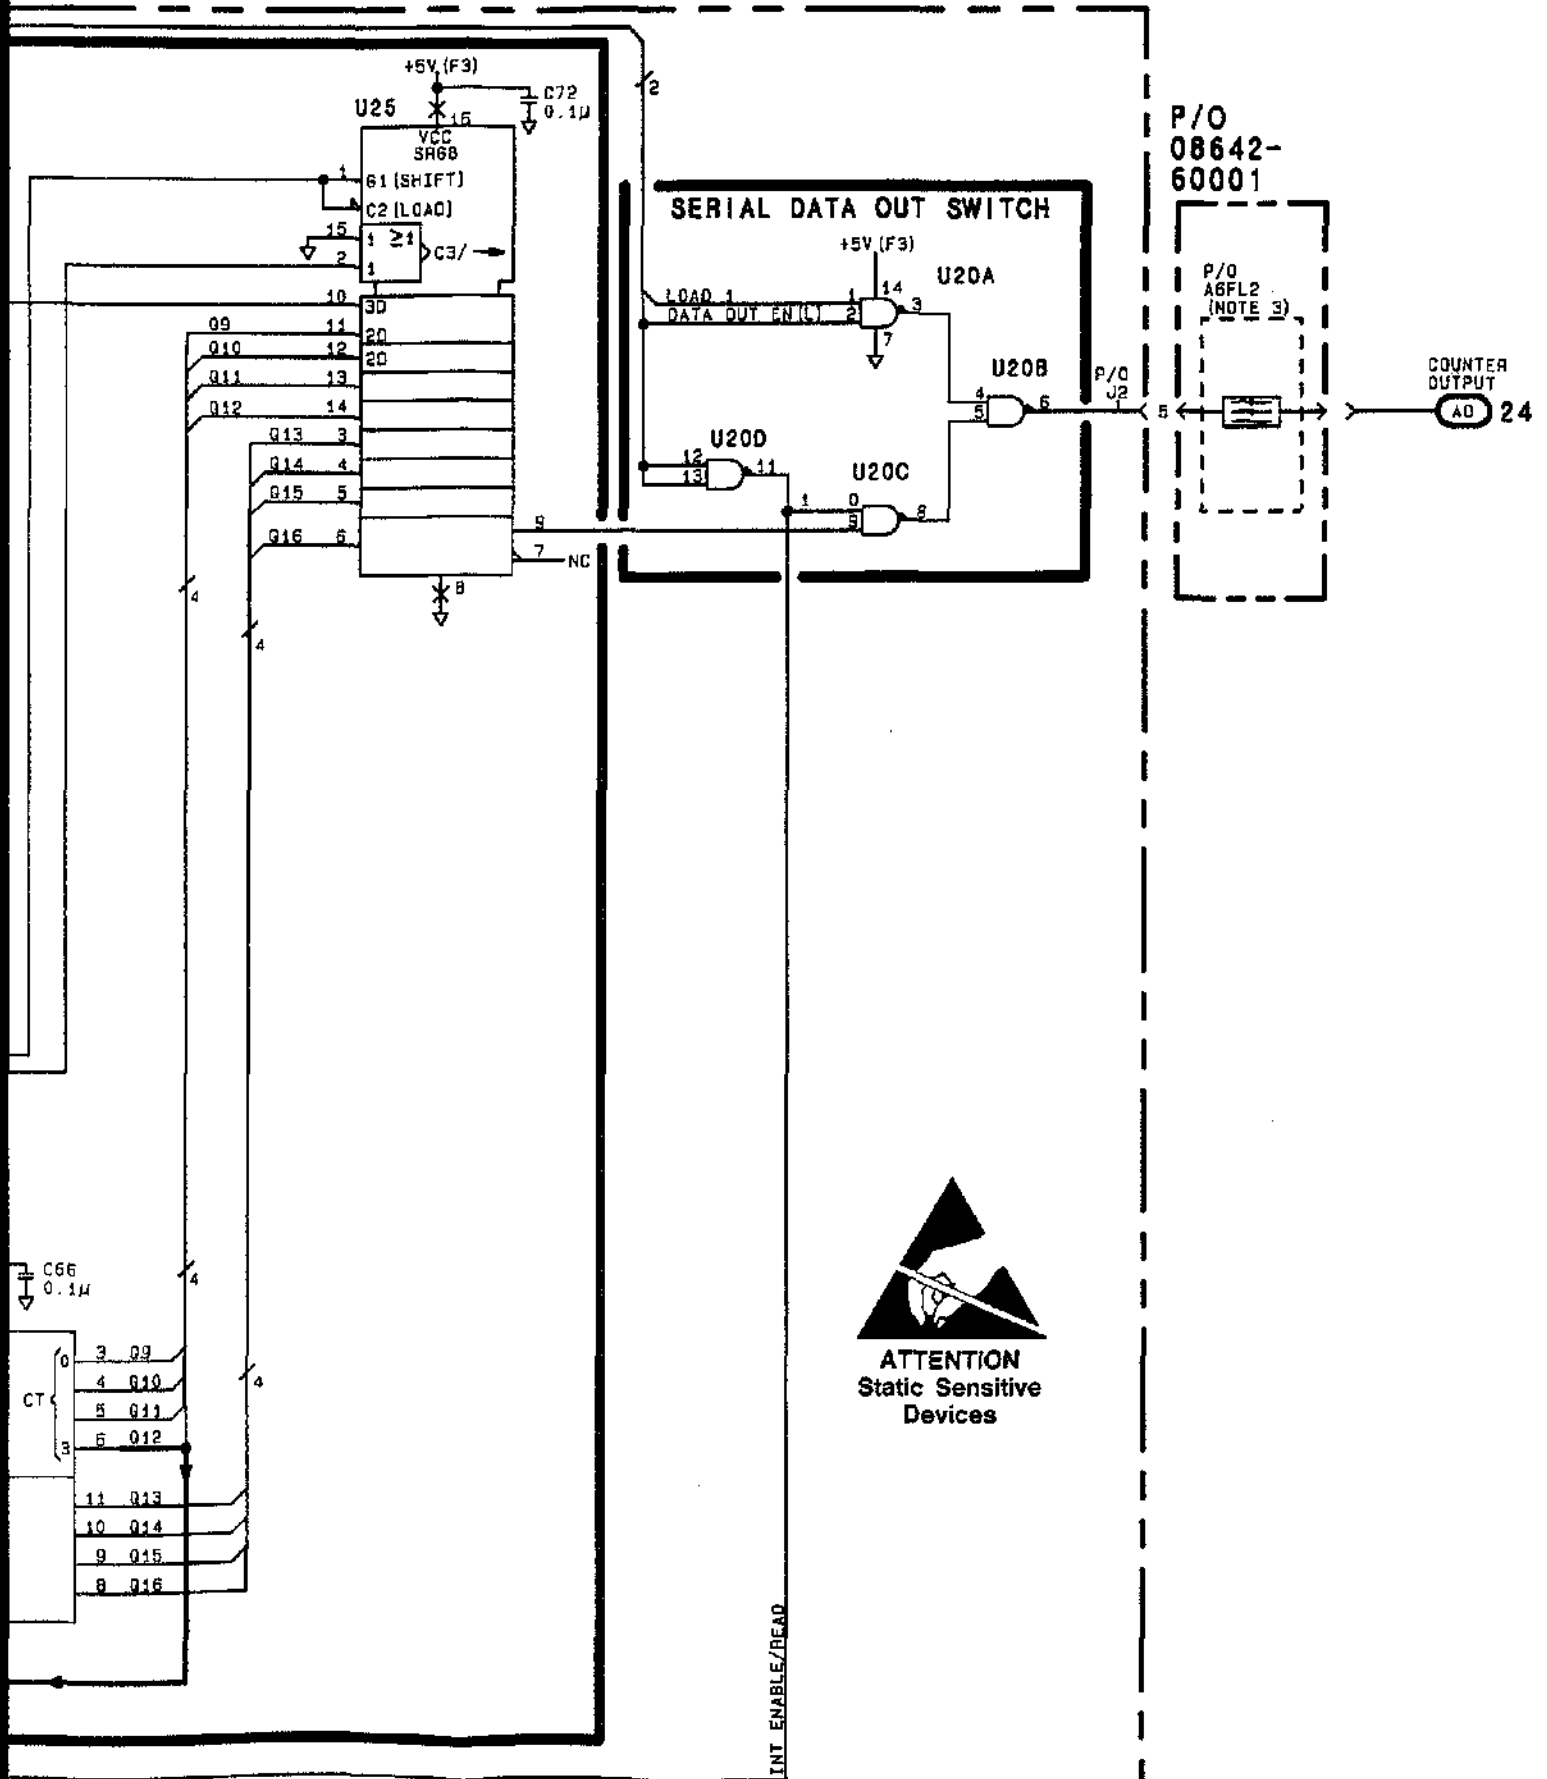 +5V (F3)
C72
0.1µ
2
U25
16
VCC
SR68
1
G1 (SHIFT)
C2 (LOAD)
15
1
≥1
C3/
2
1
10
3D
Q9
11
2D
Q10
12
2D
Q11
13
Q12
14
Q13
3
Q14
4
Q15
5
Q16
6
9
7
NC
8
4
4
SERIAL DATA OUT SWITCH
+5V (F3)
U20A
14
LOAD 1
1
3
DATA OUT EN(L)
2
7
U20B
4
5
6
P/O
J2
5
U20D
12
13
11
U20C
1
8
P/O
08642-
60001
P/O
A6FL2
(NOTE 3)
COUNTER
OUTPUT
AO
24
C66
0.1µ
4
4
CT
0
3
3 Q9
4 Q10
5 Q11
6 Q12
11 Q13
10 Q14
9 Q15
8 Q16
ATTENTION
Static Sensitive
Devices
INT ENABLE/READ